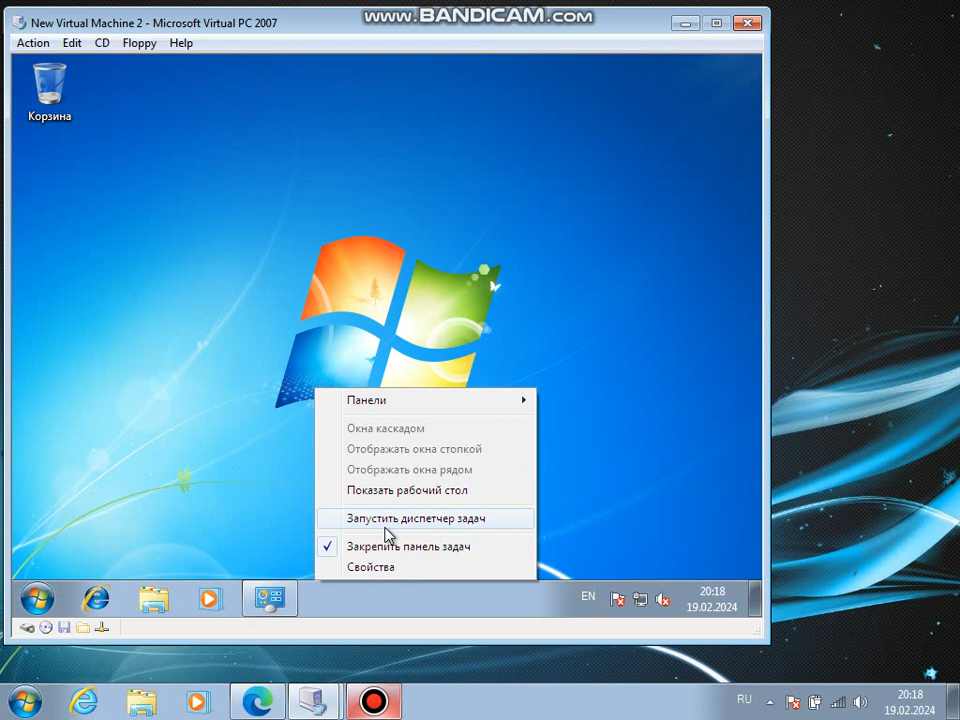 New Virtual Machine 2 - Microsoft Virtual PC 2007
www.BANDICAM.com
Action Edit CD Floppy Help
Корзина
Панели
Окна каскадом
Отображать окна стопкой
Отображать окна рядом
Показать рабочий стол
Запустить диспетчер задач
Закрепить панель задач
Свойства
EN
20:18
19.02.2024
RU
20:18
19.02.2024